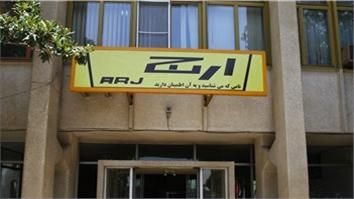 ارج
ARJ
نامی که می شناسید و به آن اطمینان دارید